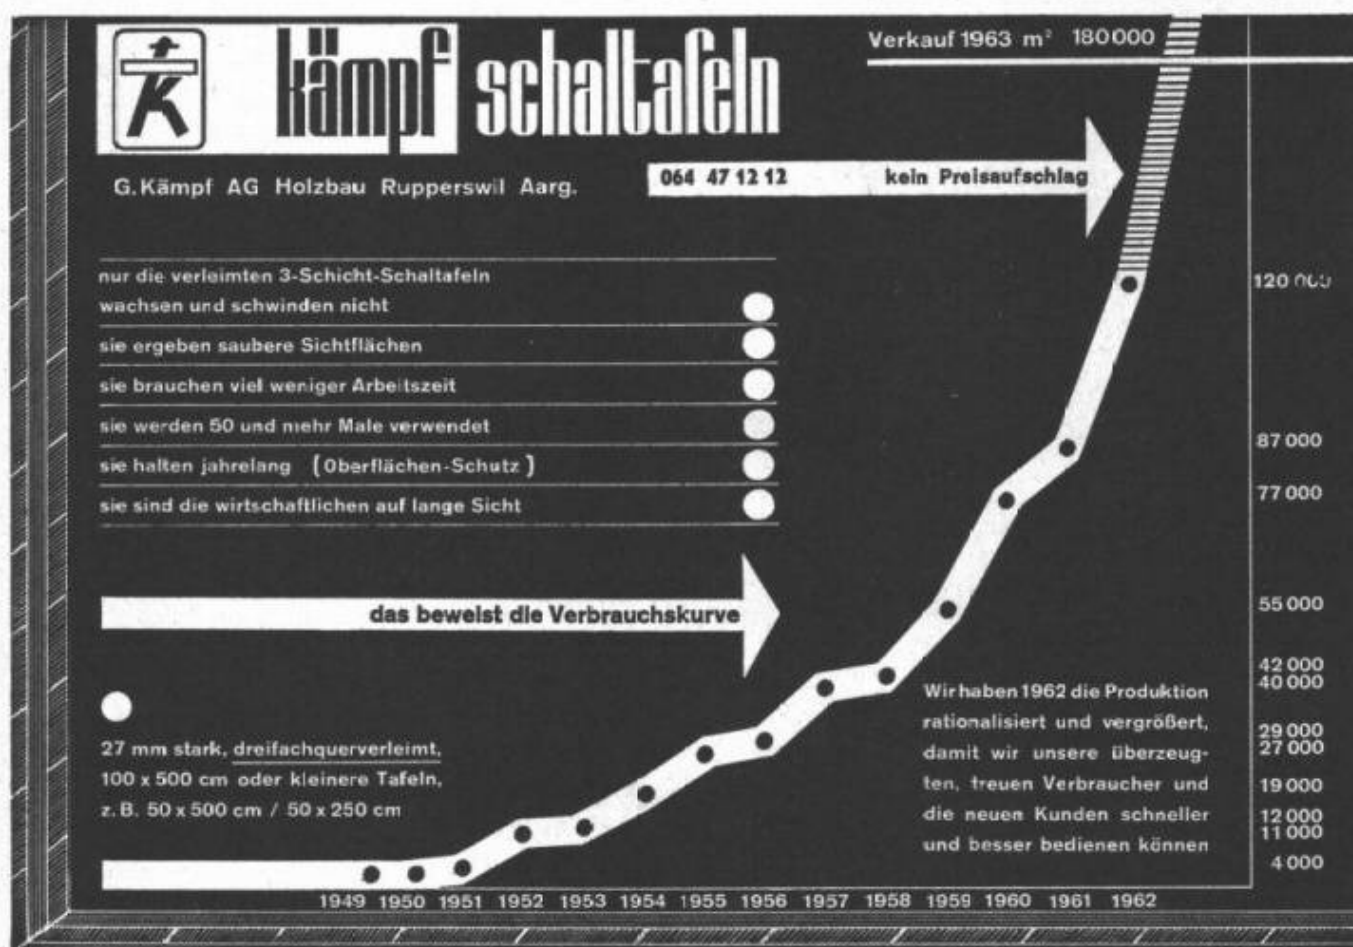 K
kämpf schaltafeln
Verkauf 1963 m² 180000
G. Kämpf AG Holzbau Rupperswil Aarg.
064 47 12 12 kein Preisaufschlag
nur die verleimten 3-Schicht-Schaltafeln
wachsen und schwinden nicht
sie ergeben saubere Sichtflächen
sie brauchen viel weniger Arbeitszeit
sie werden 50 und mehr Male verwendet
sie halten jahrelang (Oberflächen-Schutz)
sie sind die wirtschaftlichen auf lange Sicht
das beweist die Verbrauchskurve
27 mm stark, dreifachquerverleimt,
100 x 500 cm oder kleinere Tafeln,
z. B. 50 x 500 cm / 50 x 250 cm
Wir haben 1962 die Produktion
rationalisiert und vergrößert,
damit wir unsere überzeug-
ten, treuen Verbraucher und
die neuen Kunden schneller
und besser bedienen können
120 000
87 000
77 000
55 000
42 000
40 000
29 000
27 000
19 000
12 000
11 000
4 000
1949 1950 1951 1952 1953 1954 1955 1956 1957 1958 1959 1960 1961 1962